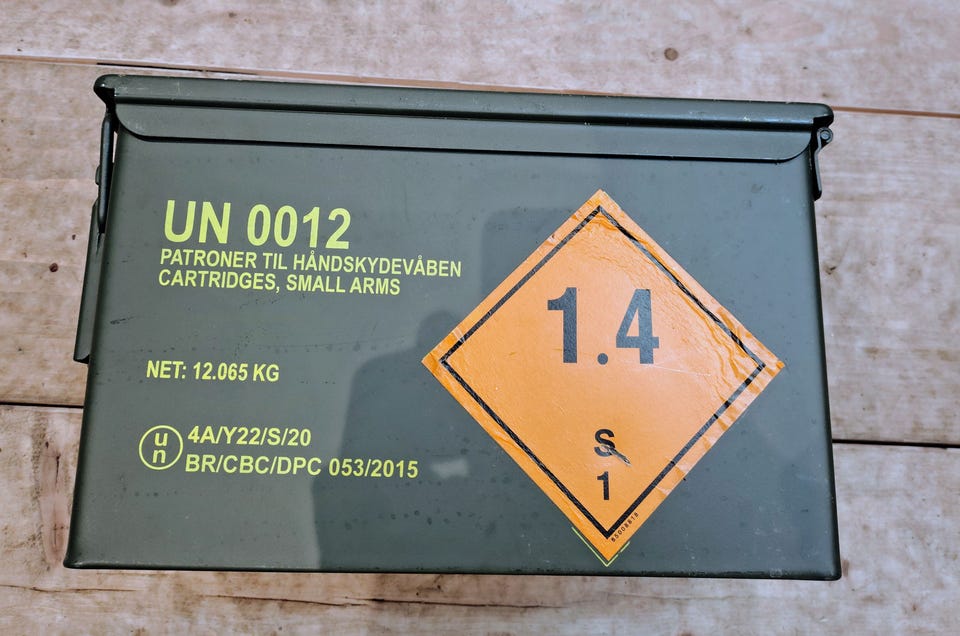 UN 0012
PATRONER TIL HÅNDSKYDEVÅBEN
CARTRIDGES, SMALL ARMS
NET: 12.065 KG
un
4A/Y22/S/20
BR/CBC/DPC 053/2015
1.4
S
1